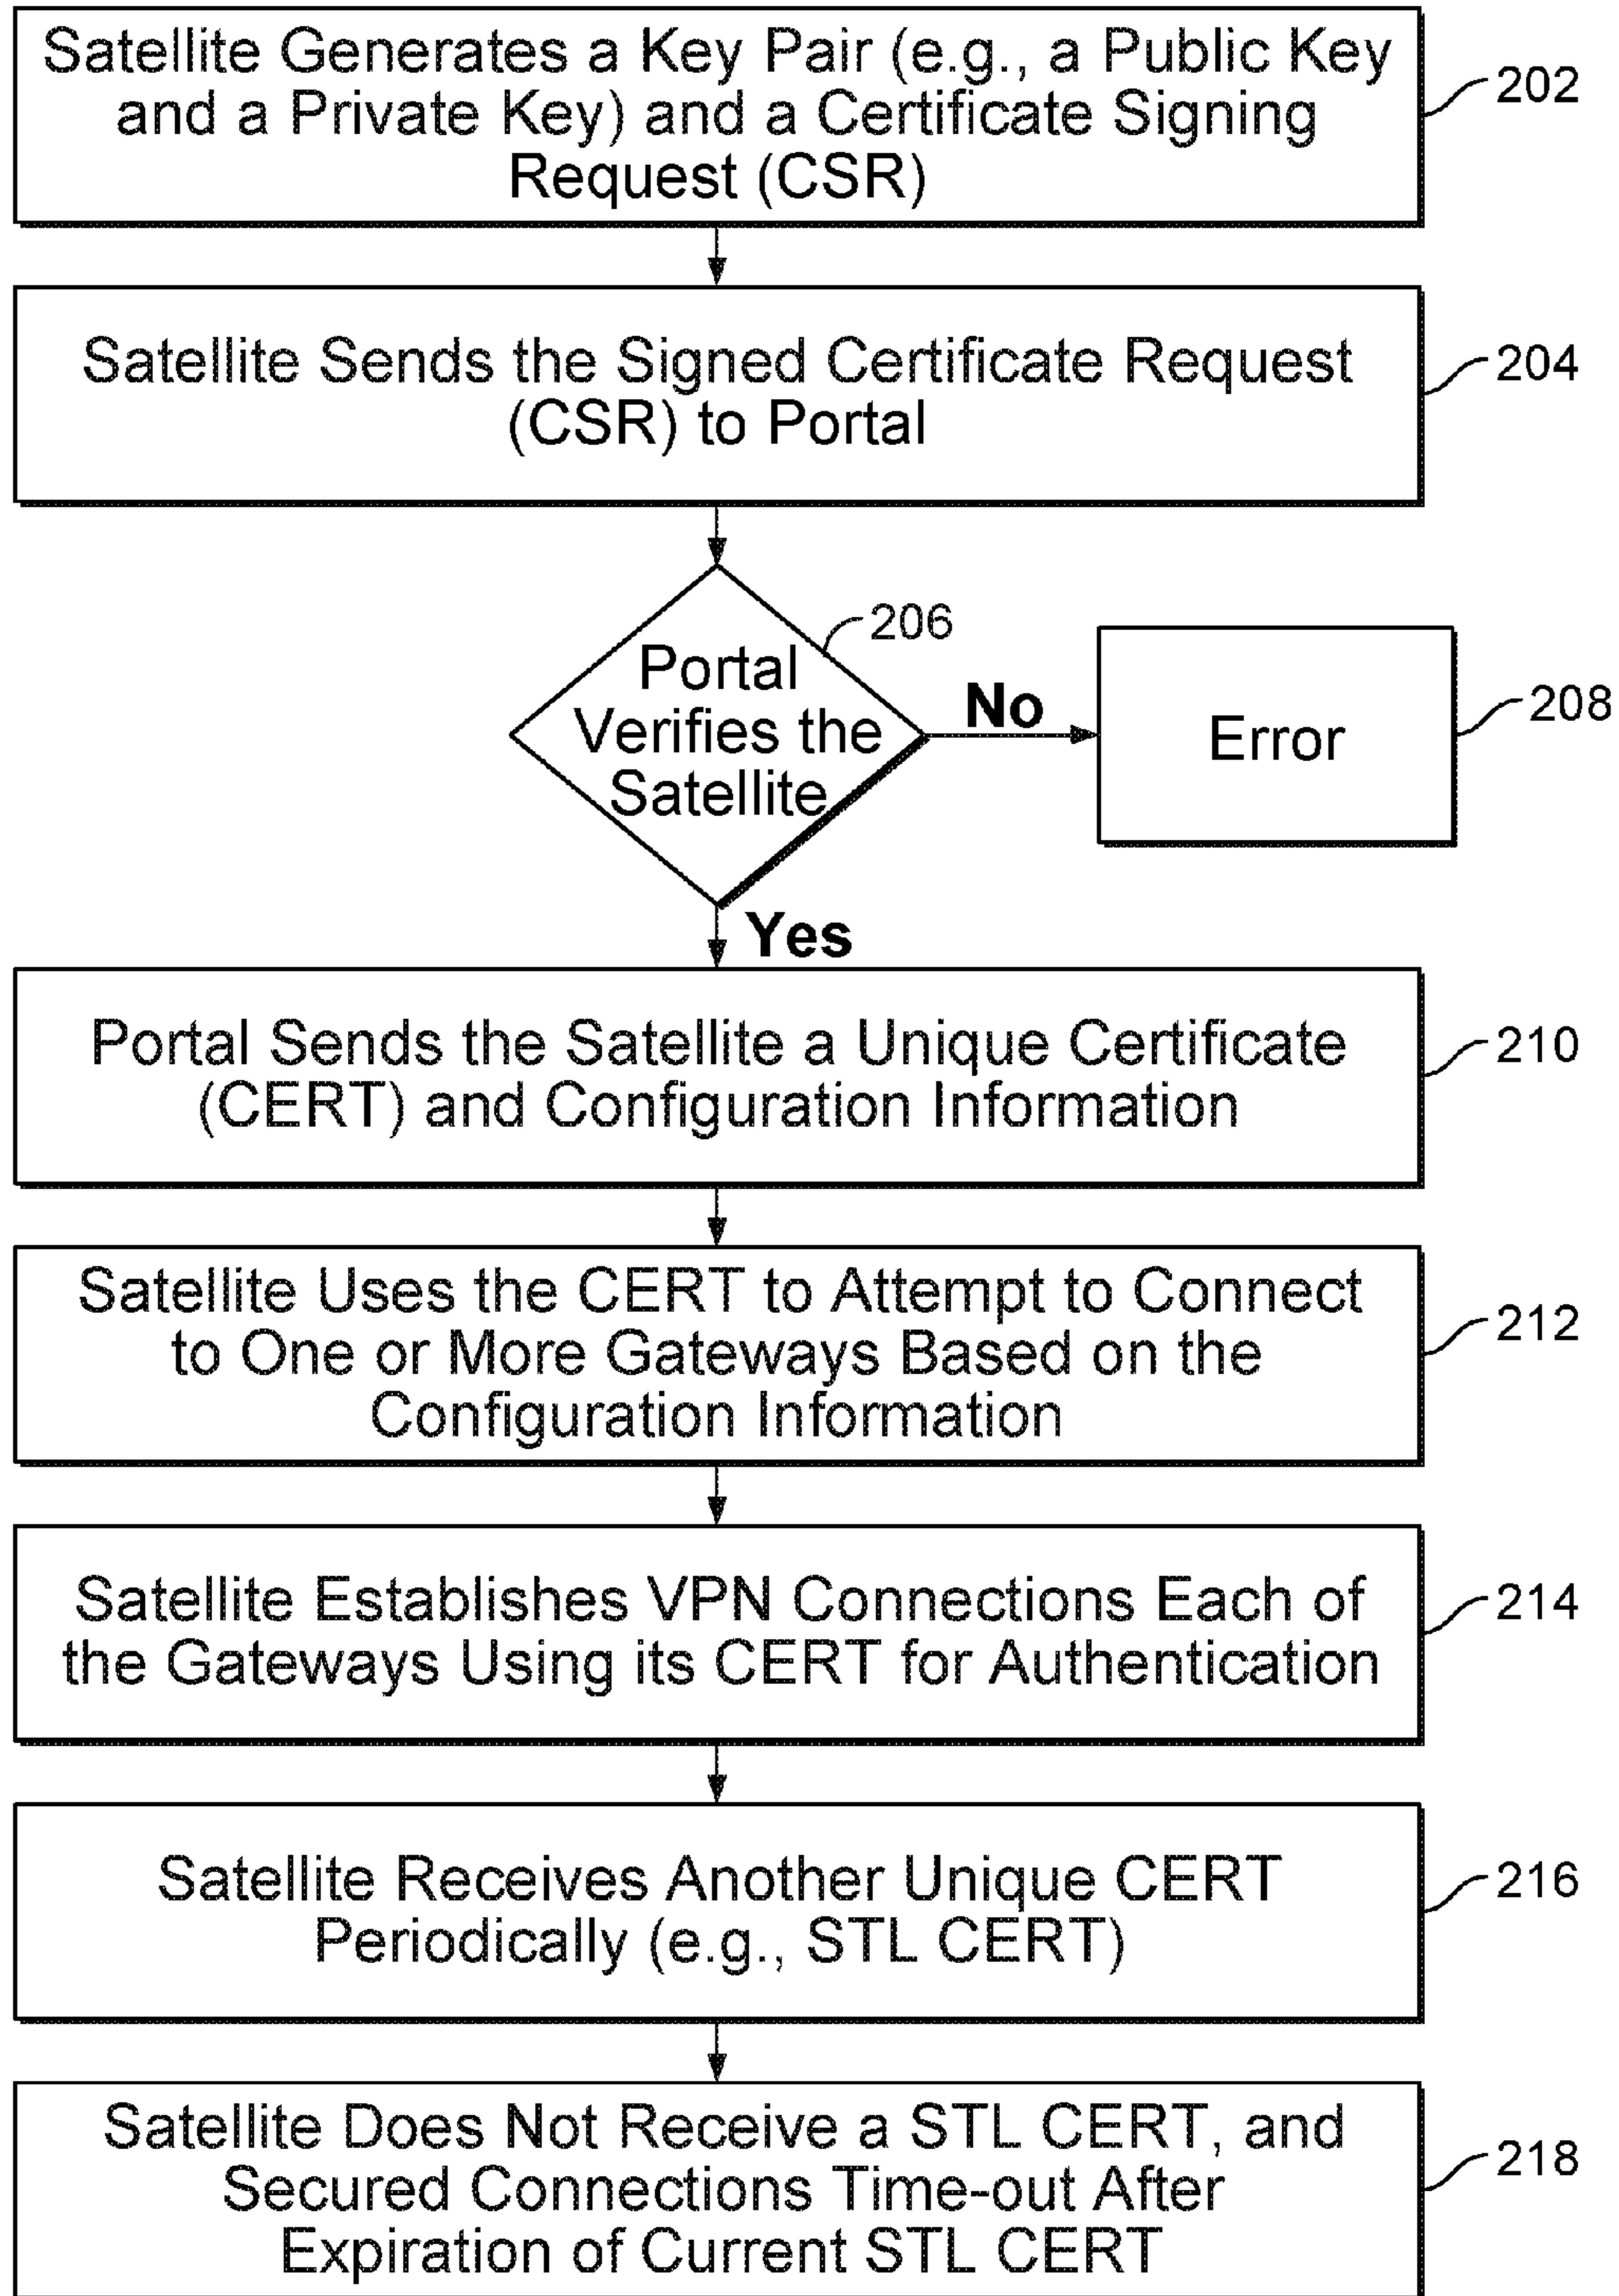 Satellite Generates a Key Pair (e.g., a Public Key
and a Private Key) and a Certificate Signing
Request (CSR)
202
Satellite Sends the Signed Certificate Request
(CSR) to Portal
204
206
Portal
Verifies the
Satellite
No
Error
208
Yes
Portal Sends the Satellite a Unique Certificate
(CERT) and Configuration Information
210
Satellite Uses the CERT to Attempt to Connect
to One or More Gateways Based on the
Configuration Information
212
Satellite Establishes VPN Connections Each of
the Gateways Using its CERT for Authentication
214
Satellite Receives Another Unique CERT
Periodically (e.g., STL CERT)
216
Satellite Does Not Receive a STL CERT, and
Secured Connections Time-out After
Expiration of Current STL CERT
218